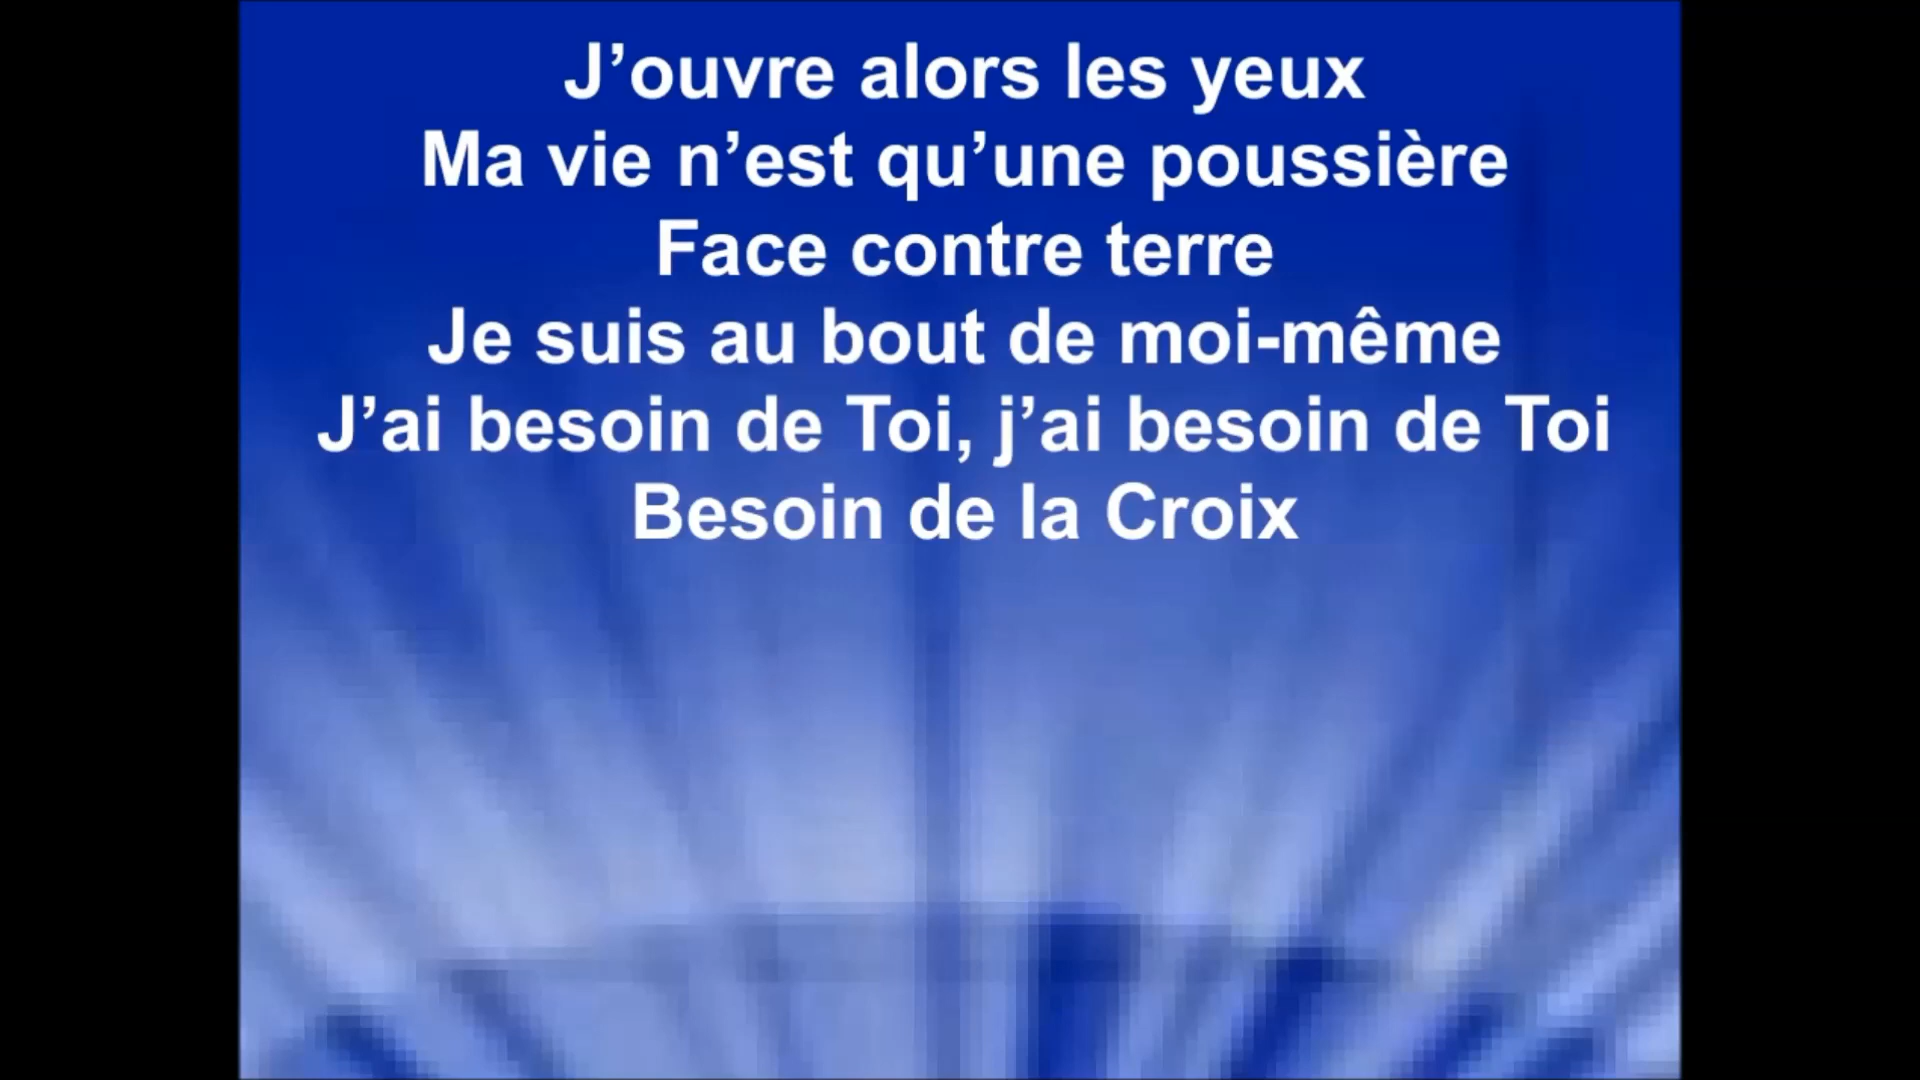 J’ouvre alors les yeux
Ma vie n’est qu’une poussière
Face contre terre
Je suis au bout de moi-même
J’ai besoin de Toi, j’ai besoin de Toi
Besoin de la Croix